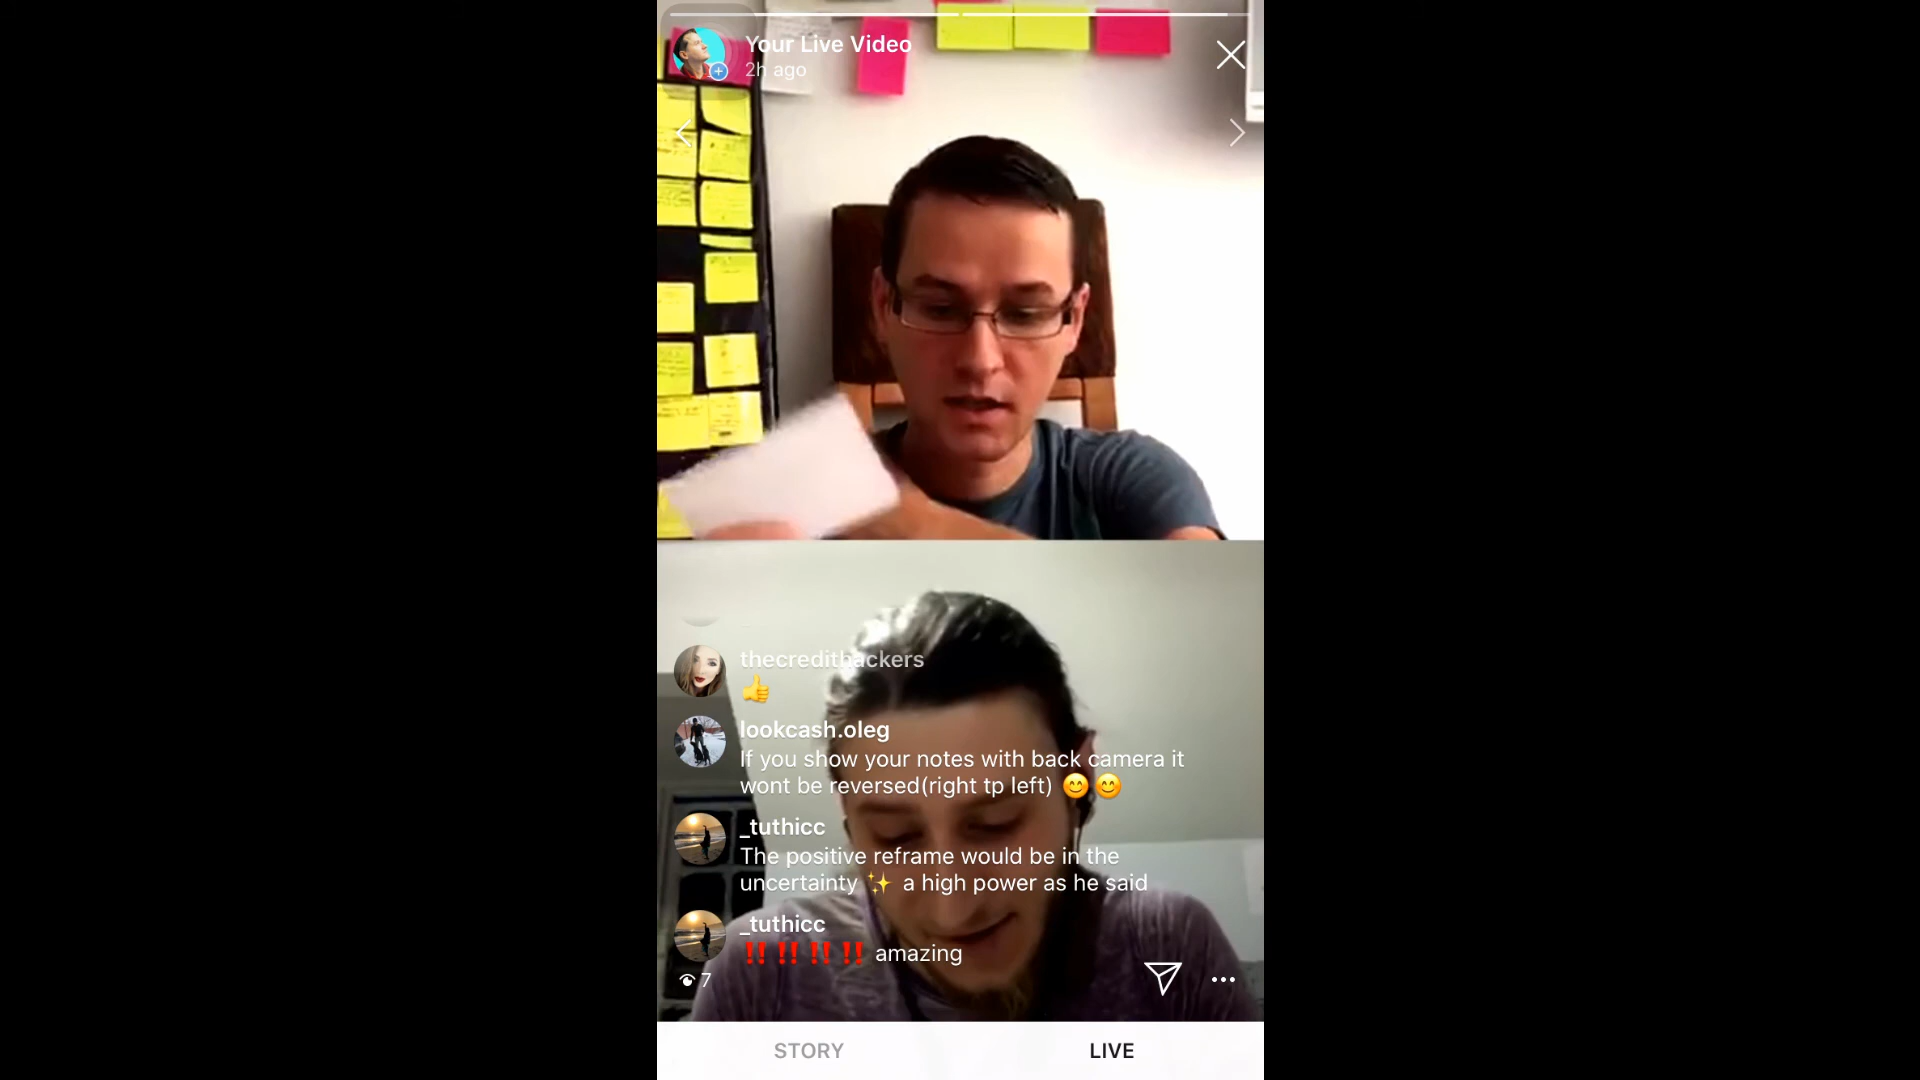 Your Live Video
2h ago
thecredithackers
👍
lookcash.oleg
If you show your notes with back camera it
wont be reversed(right tp left) 😊😊
_tuthicc
The positive reframe would be in the
uncertainty ✨ a high power as he said
_tuthicc
‼️‼️‼️‼️ amazing
7
STORY
LIVE